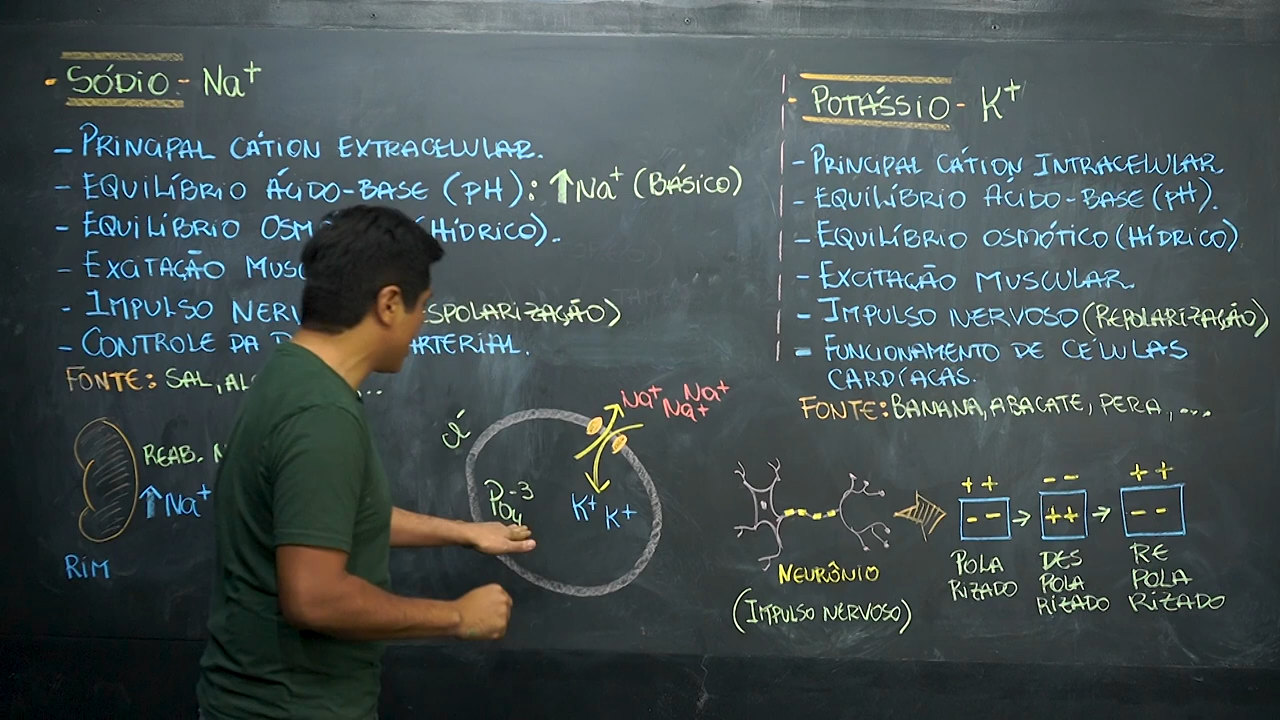 - SÓDIO - Na⁺
- PRINCIPAL CÁTION EXTRACELULAR.
- EQUILÍBRIO ÁCIDO-BASE (PH): ↑Na⁺ (BÁSICO)
- EQUILÍBRIO (HÍDRICO).
- EXCITAÇÃO
- IMPULSO
- CONTROLE DA ARTERIAL.
FONTE: SAL, ...
REAB.
↑Na⁺
RIM
Na⁺ Na⁺
Na⁺
PO₄⁻³
K⁺ K⁺
- POTÁSSIO - K⁺
- PRINCIPAL CÁTION INTRACELULAR
- EQUILÍBRIO ÁCIDO-BASE (PH).
- EQUILÍBRIO OSMÓTICO (HÍDRICO).
- EXCITAÇÃO MUSCULAR.
- IMPULSO NERVOSO (REPOLARIZAÇÃO)
- FUNCIONAMENTO DE CÉLULAS
CARDÍACAS.
FONTE: BANANA, ABACATE, PERA, ...
NEURÔNIO
(IMPULSO NERVOSO)
+ +
- -
POLA
RIZADO
- -
+ +
DES
POLA
RIZADO
+ +
- -
RE
POLA
RIZADO